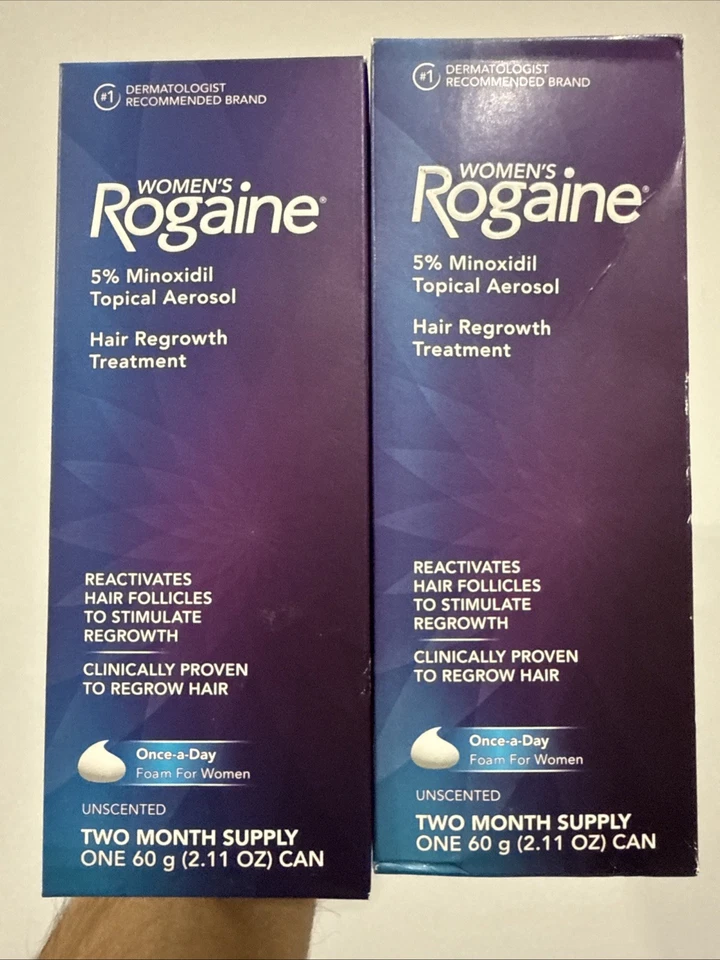 #1 DERMATOLOGIST
RECOMMENDED BRAND
WOMEN'S
Rogaine®
5% Minoxidil
Topical Aerosol
Hair Regrowth
Treatment
REACTIVATES
HAIR FOLLICLES
TO STIMULATE
REGROWTH
CLINICALLY PROVEN
TO REGROW HAIR
Once-a-Day
Foam For Women
UNSCENTED
TWO MONTH SUPPLY
ONE 60 g (2.11 OZ) CAN
#1 DERMATOLOGIST
RECOMMENDED BRAND
WOMEN'S
Rogaine®
5% Minoxidil
Topical Aerosol
Hair Regrowth
Treatment
REACTIVATES
HAIR FOLLICLES
TO STIMULATE
REGROWTH
CLINICALLY PROVEN
TO REGROW HAIR
Once-a-Day
Foam For Women
UNSCENTED
TWO MONTH SUPPLY
ONE 60 g (2.11 OZ) CAN